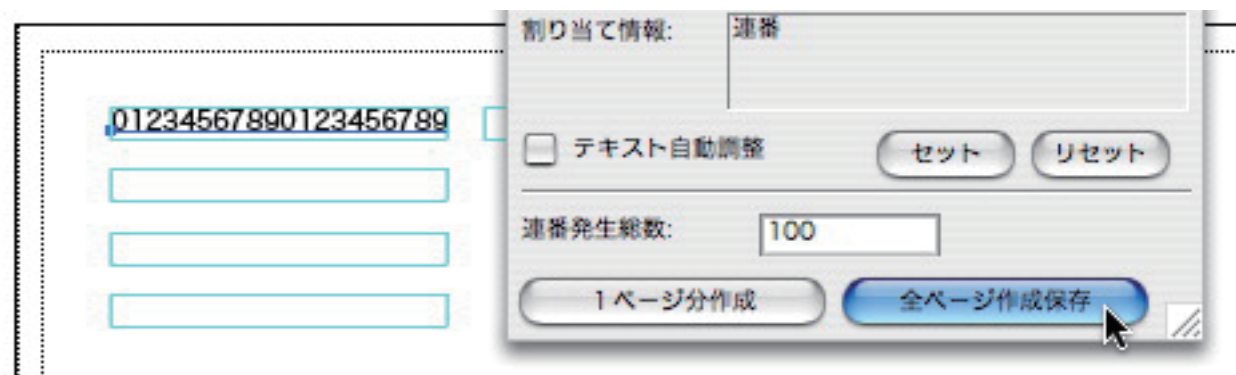 割り当て情報:
連番
01234567890123456789
テキスト自動調整
セット
リセット
連番発生総数:
100
1ページ分作成
全ページ作成保存